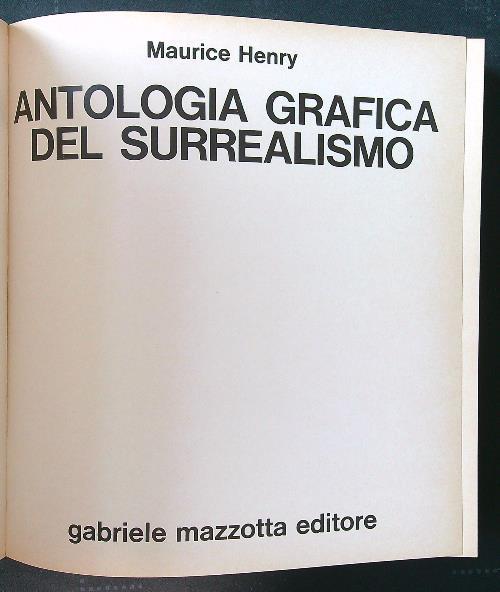 Maurice Henry
ANTOLOGIA GRAFICA
DEL SURREALISMO
gabriele mazzotta editore